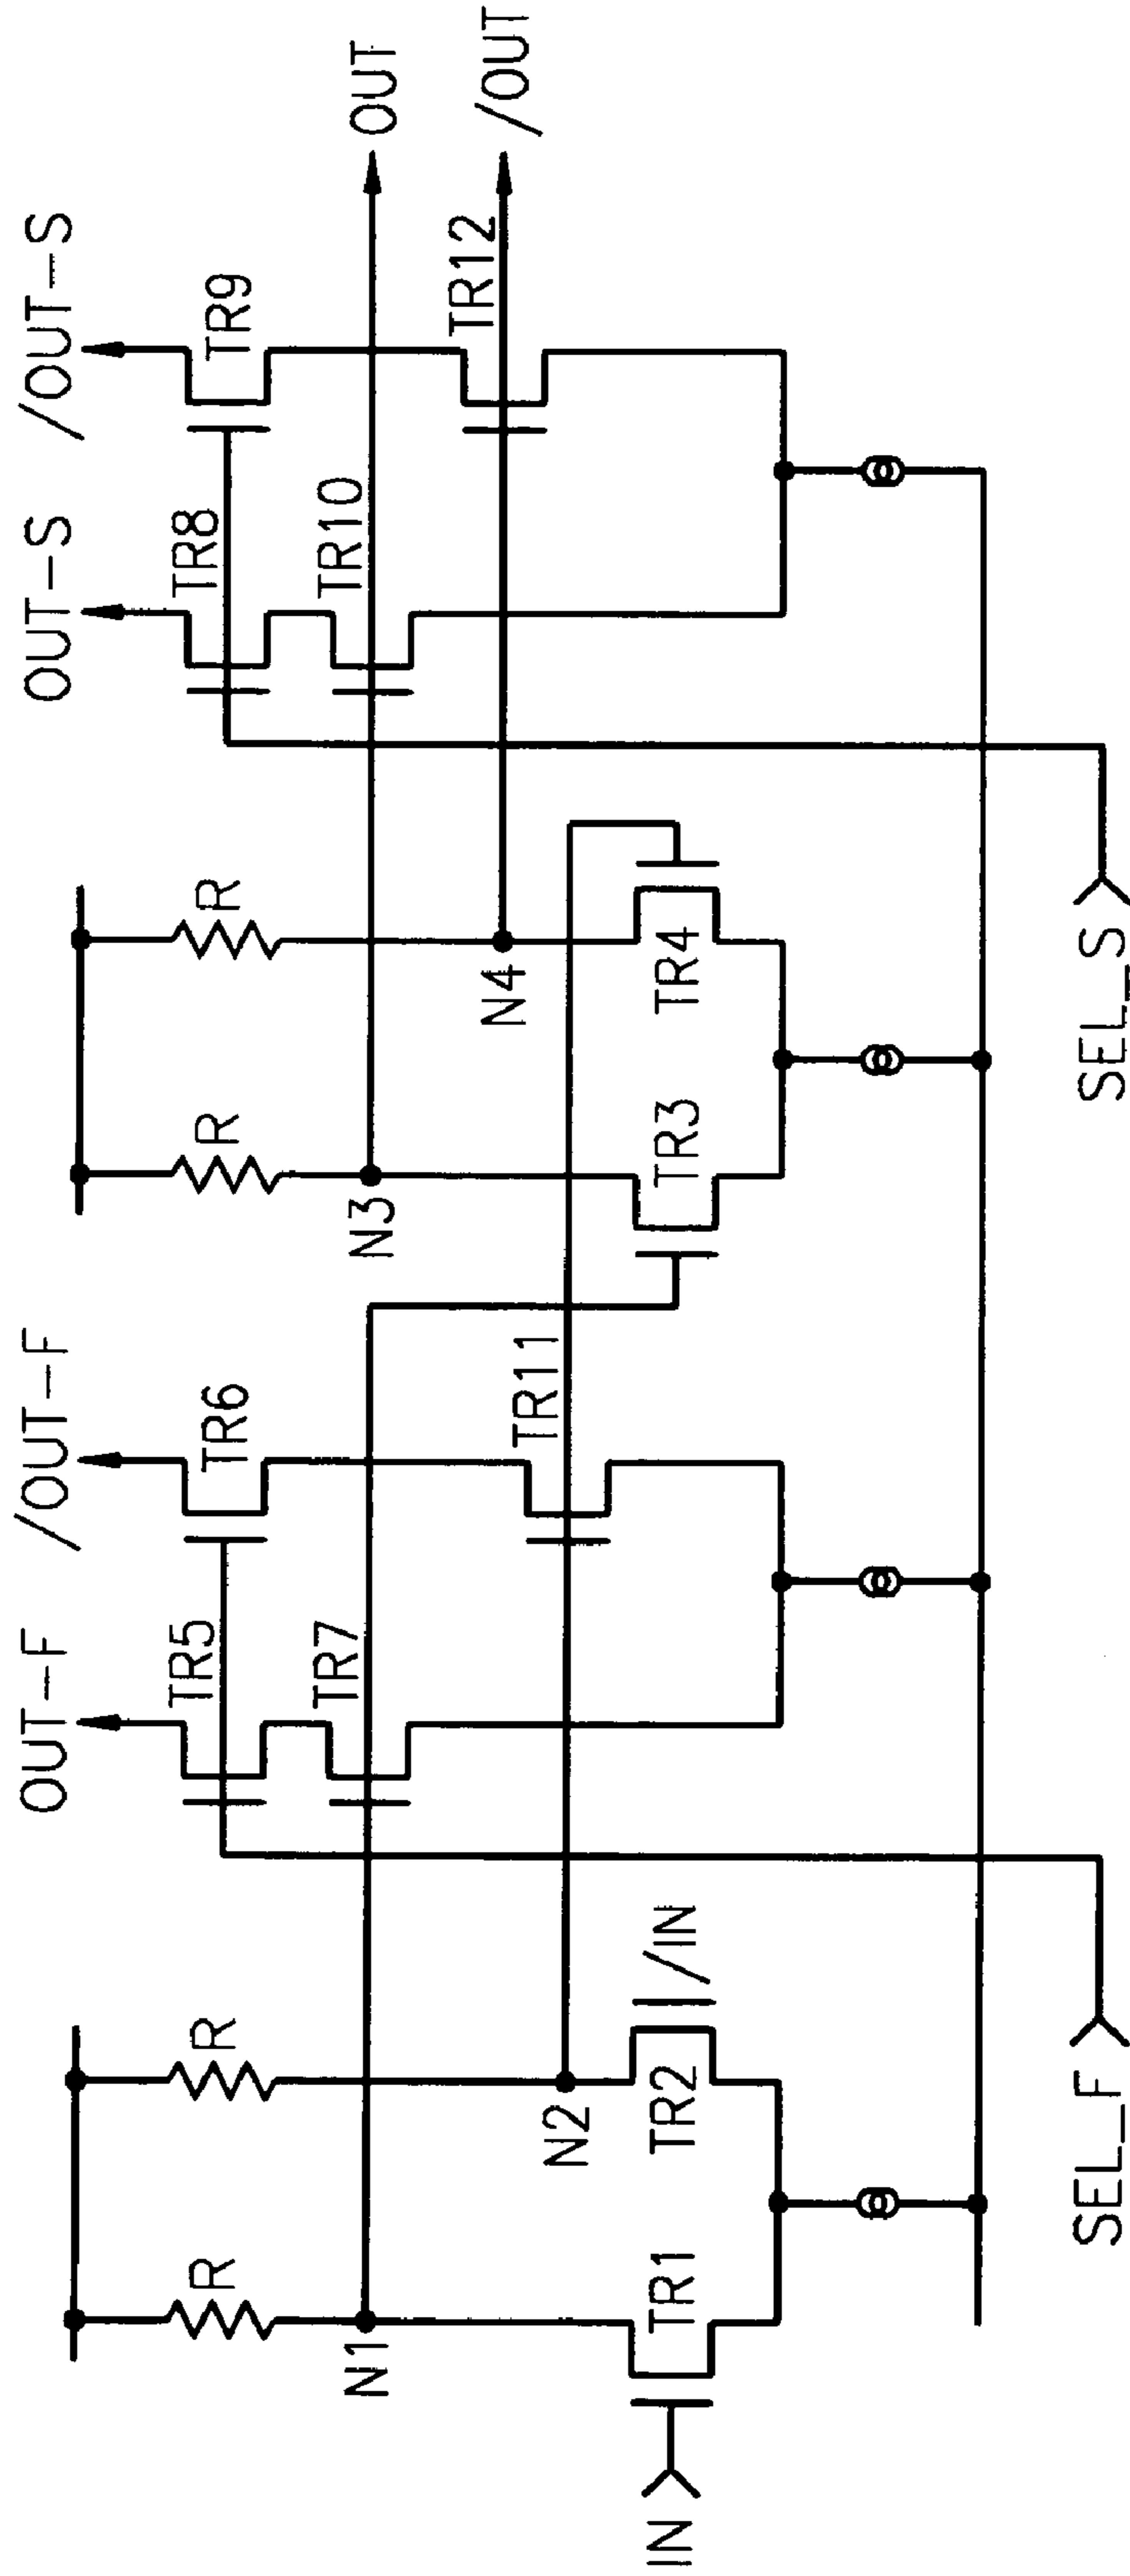 OUT-F
/OUT-F
OUT-S
/OUT-S
R
R
TR5
TR6
R
R
TR8
TR9
N1
TR7
N3
TR10
OUT
N2
TR11
N4
TR12
/OUT
IN
TR1
TR2
/IN
TR3
TR4
SEL_F
SEL_S